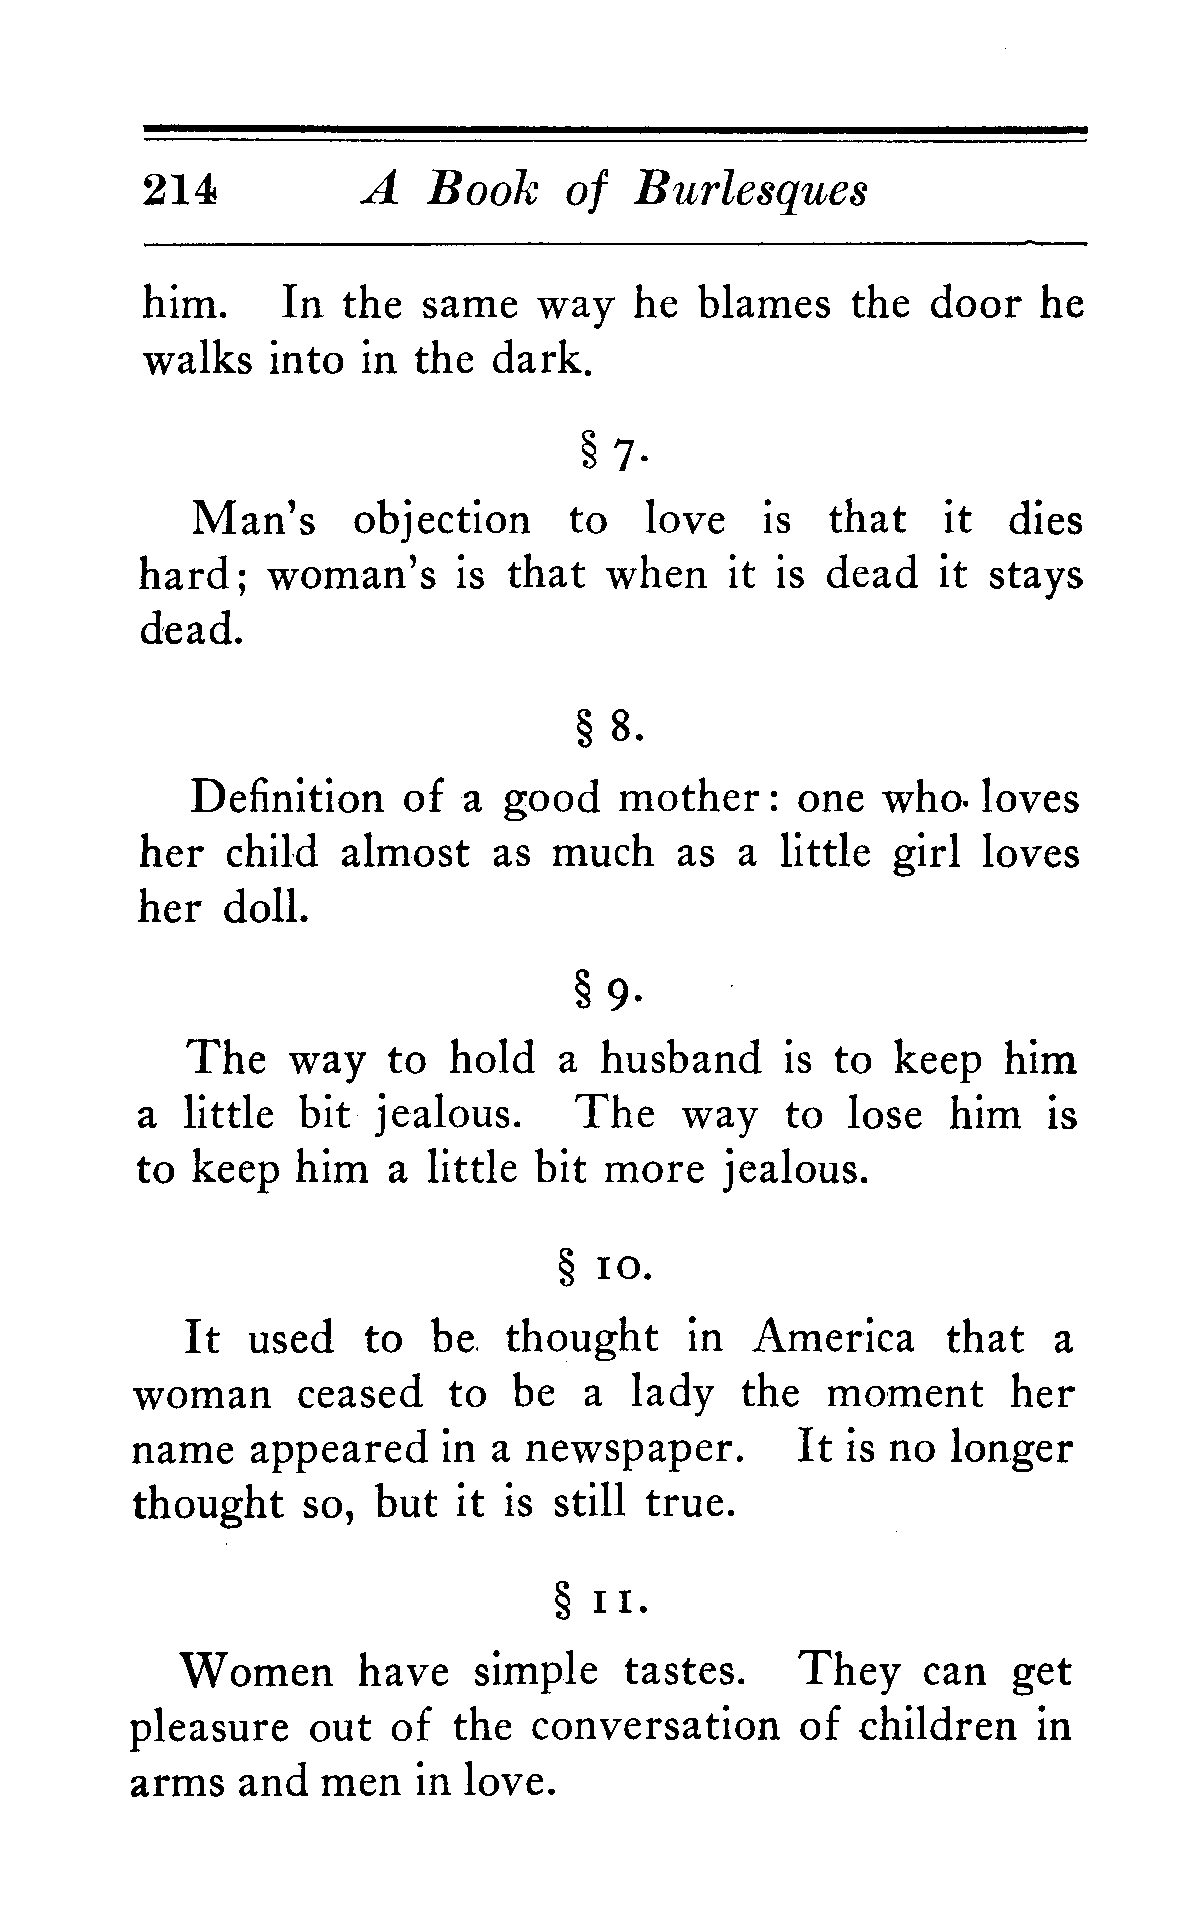 214 A Book of Burlesques
him. In the same way he blames the door he
walks into in the dark.
§ 7.
Man's objection to love is that it dies
hard; woman's is that when it is dead it stays
dead.
§ 8.
Definition of a good mother: one who loves
her child almost as much as a little girl loves
her doll.
§ 9.
The way to hold a husband is to keep him
a little bit jealous. The way to lose him is
to keep him a little bit more jealous.
§ 10.
It used to be thought in America that a
woman ceased to be a lady the moment her
name appeared in a newspaper. It is no longer
thought so, but it is still true.
§ 11.
Women have simple tastes. They can get
pleasure out of the conversation of children in
arms and men in love.